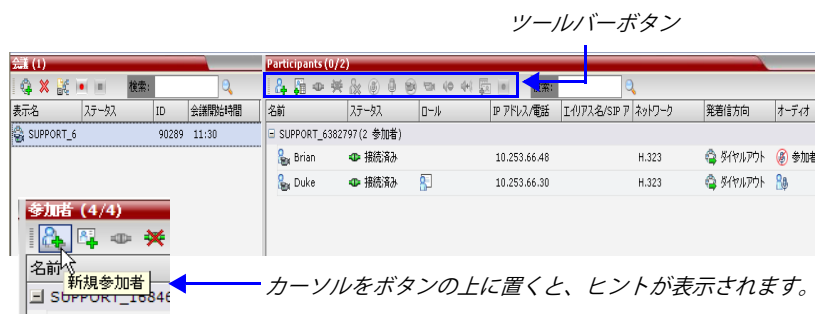 ツールバーボタン
会議 (1)
Participants (0/2)
検索:
検索:
表示名 ステータス ID 会議開始時間
名前 ステータス ロール IP アドレス/電話 エイリアス名/SIP ア ネットワーク 発着信方向 オーディオ
SUPPORT_6 90289 11:30
SUPPORT_6382797 (2 参加者)
Brian 接続済み 10.253.66.48 H.323 ダイヤルアウト 参加者
Duke 接続済み 10.253.66.30 H.323 ダイヤルアウト
参加者 (4/4)
名前
新規参加者
SUPPORT_16846
カーソルをボタンの上に置くと、ヒントが表示されます。